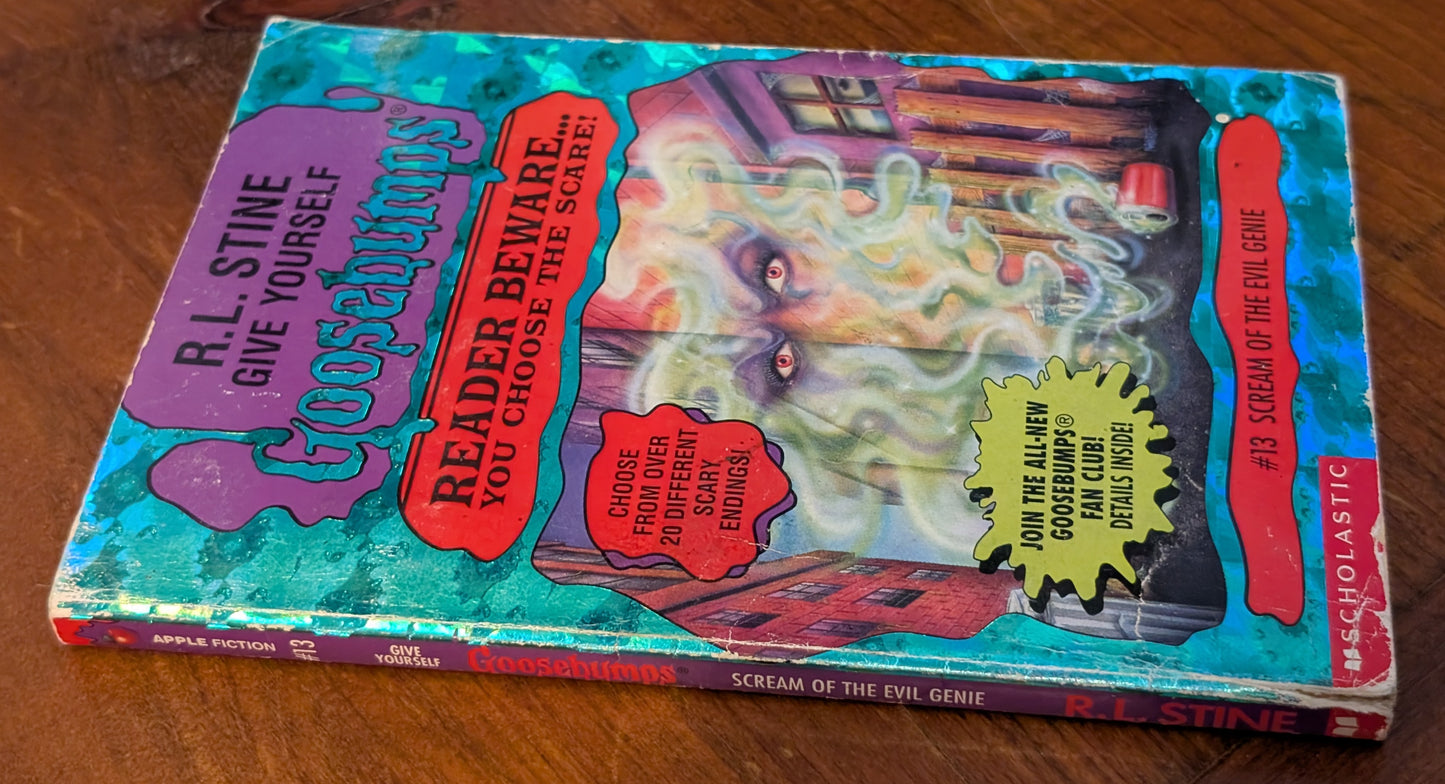 R.L. STINE
GIVE YOURSELF
Goosebumps®
READER BEWARE...
YOU CHOOSE THE SCARE!
CHOOSE
FROM OVER
20 DIFFERENT
SCARY
ENDINGS!
JOIN THE ALL-NEW
GOOSEBUMPS®
FAN CLUB!
DETAILS INSIDE!
#13 SCREAM OF THE EVIL GENIE
SCHOLASTIC
APPLE FICTION
#13
GIVE
YOURSELF
Goosebumps®
SCREAM OF THE EVIL GENIE
R.L. STINE